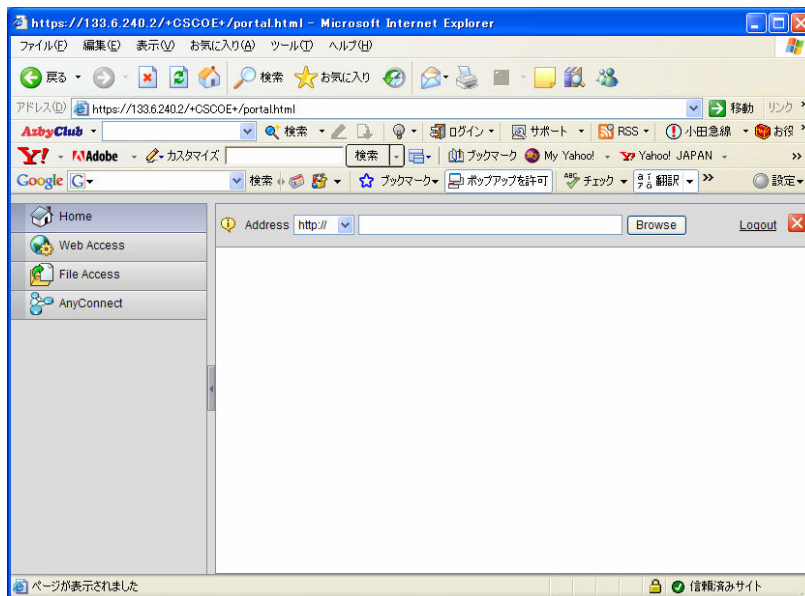 https://133.6.240.2/+CSCOE+/portal.html - Microsoft Internet Explorer
ファイル(F) 編集(E) 表示(V) お気に入り(A) ツール(T) ヘルプ(H)
戻る 検索 お気に入り
アドレス(D) https://133.6.240.2/+CSCOE+/portal.html 移動 リンク »
AzbyClub 検索 ログイン サポート RSS 小田急線 お得 »
Y! Adobe カスタマイズ 検索 ブックマーク My Yahoo! Yahoo! JAPAN »
Google G 検索 ブックマーク ポップアップを許可 ABC チェック 翻訳 » 設定
Home
Web Access
File Access
AnyConnect
Address http:// Browse Logout
ページが表示されました 信頼済みサイト